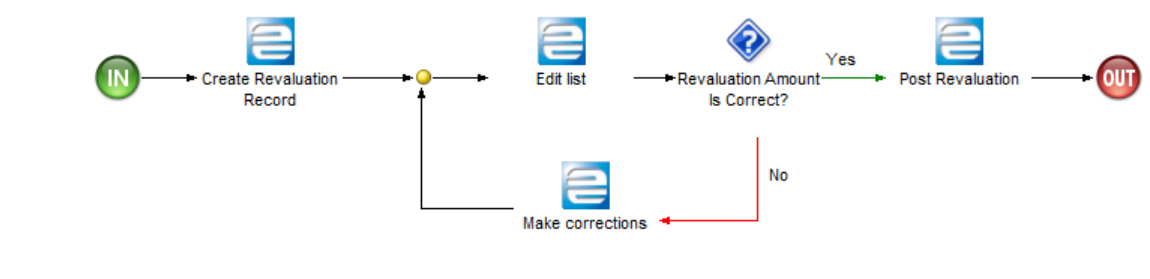 IN
Create Revaluation
Record
Edit list
Revaluation Amount
Is Correct?
Yes
Post Revaluation
OUT
No
Make corrections